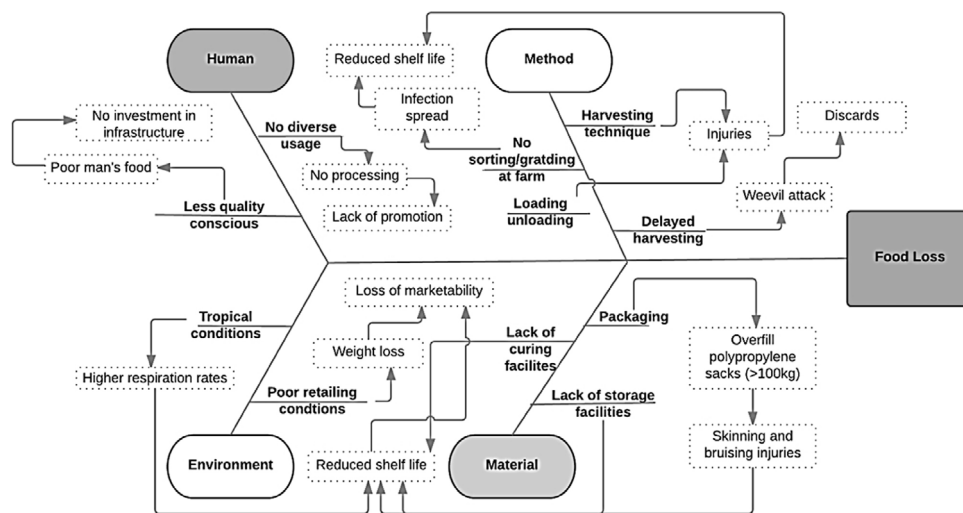 Human
Reduced shelf life
Method
No investment in
infrastructure
Infection
spread
Harvesting
technique
Injuries
Discards
No diverse
usage
Poor man's food
No processing
No
sorting/gratding
at farm
Less quality
conscious
Lack of promotion
Loading
unloading
Delayed
harvesting
Weevil attack
Food Loss
Loss of marketability
Tropical
conditions
Packaging
Lack of
curing
facilites
Weight loss
Overfill
polypropylene
sacks (>100kg)
Higher respiration rates
Poor retailing
condtions
Lack of storage
facilities
Environment
Reduced shelf life
Material
Skinning and
bruising injuries